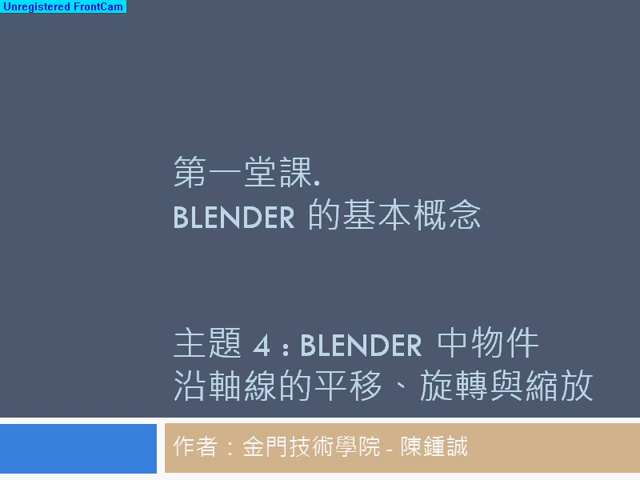 Unregistered FrontCam
第一堂課.
BLENDER 的基本概念
主題 4 : BLENDER 中物件
沿軸線的平移、旋轉與縮放
作者：金門技術學院 - 陳鍾誠